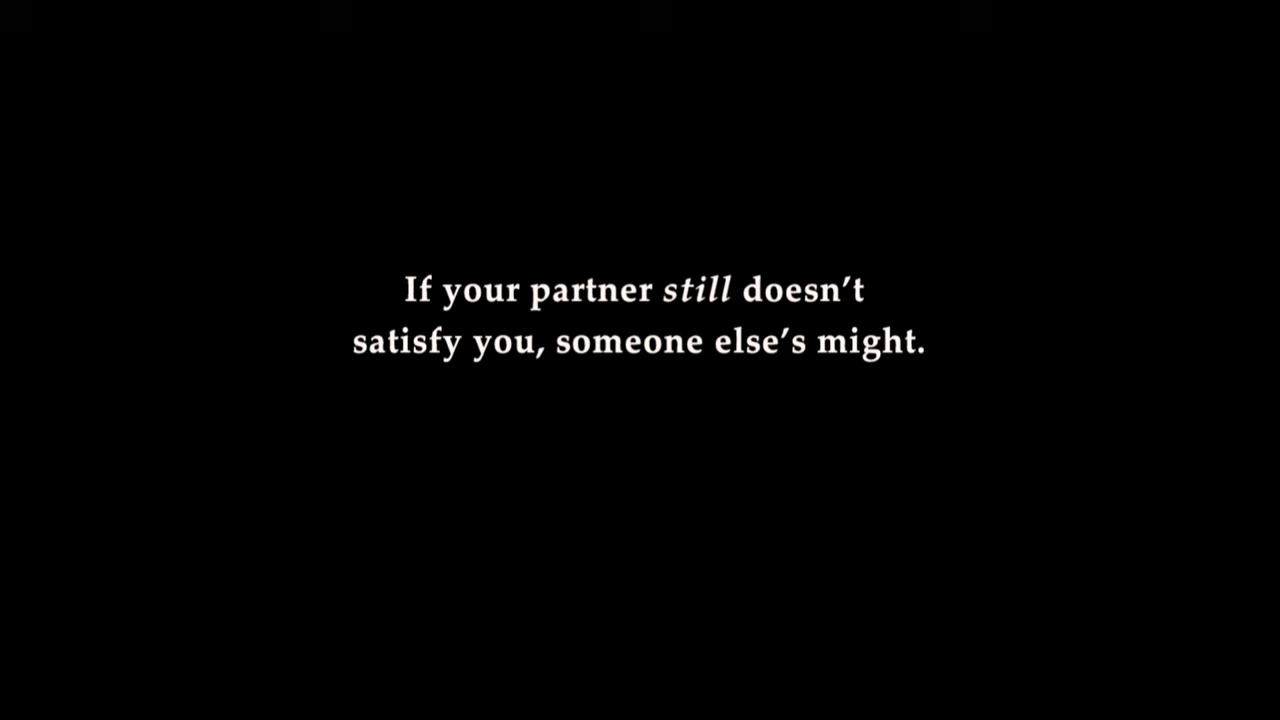 If your partner still doesn’t
satisfy you, someone else’s might.